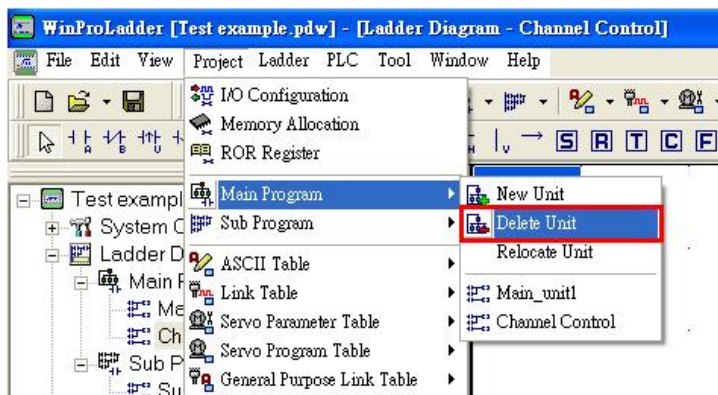 WinProLadder [Test example.pdw] - [Ladder Diagram - Channel Control]
File Edit View Project Ladder PLC Tool Window Help
I/O Configuration
Memory Allocation
ROR Register
S R T C F
Main Program
New Unit
Sub Program
Delete Unit
Relocate Unit
ASCII Table
Link Table
Main_unit1
Servo Parameter Table
Channel Control
Servo Program Table
General Purpose Link Table
Test exampl
System C
Ladder D
Main P
Ma
Ch
Sub P
Su